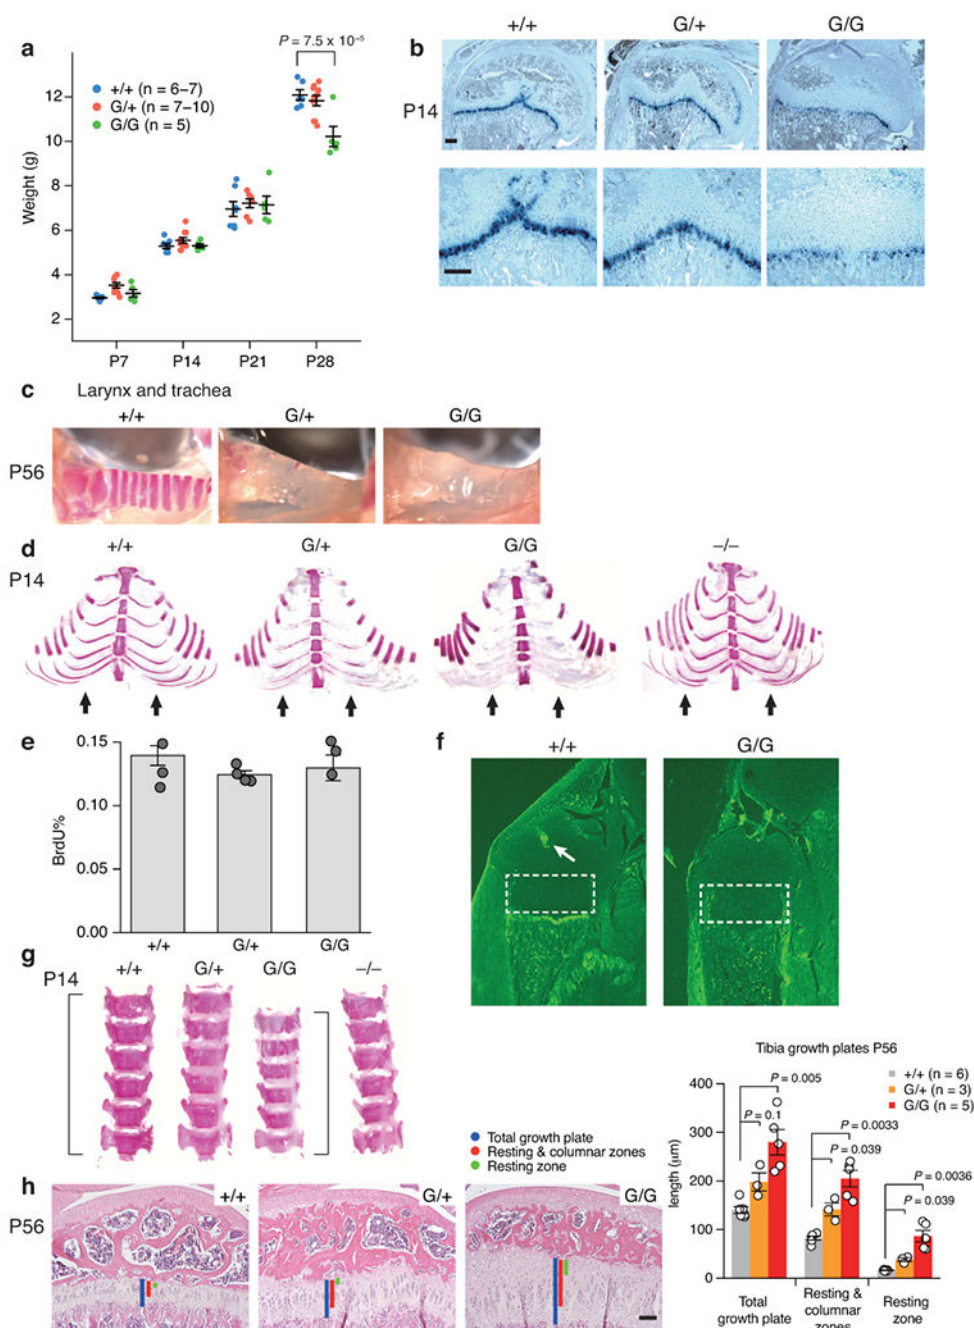 a
P = 7.5 x 10⁻⁵
+/+ (n = 6–7)
G/+ (n = 7–10)
G/G (n = 5)
Weight (g)
12
10
8
6
4
2
P7 P14 P21 P28
b
+/+ G/+ G/G
P14
c Larynx and trachea
+/+ G/+ G/G
P56
d
+/+ G/+ G/G –/–
P14
e
BrdU%
0.15
0.10
0.05
0.00
+/+ G/+ G/G
f
+/+ G/G
g
P14
+/+ G/+ G/G –/–
h
Total growth plate
Resting & columnar zones
Resting zone
P56
+/+ G/+ G/G
Tibia growth plates P56
+/+ (n = 6)
G/+ (n = 3)
G/G (n = 5)
P = 0.005
P = 0.1
P = 0.0033
P = 0.039
P = 0.0036
P = 0.039
length (μm)
400
300
200
100
0
Total
growth plate
Resting &
columnar
zones
Resting
zone